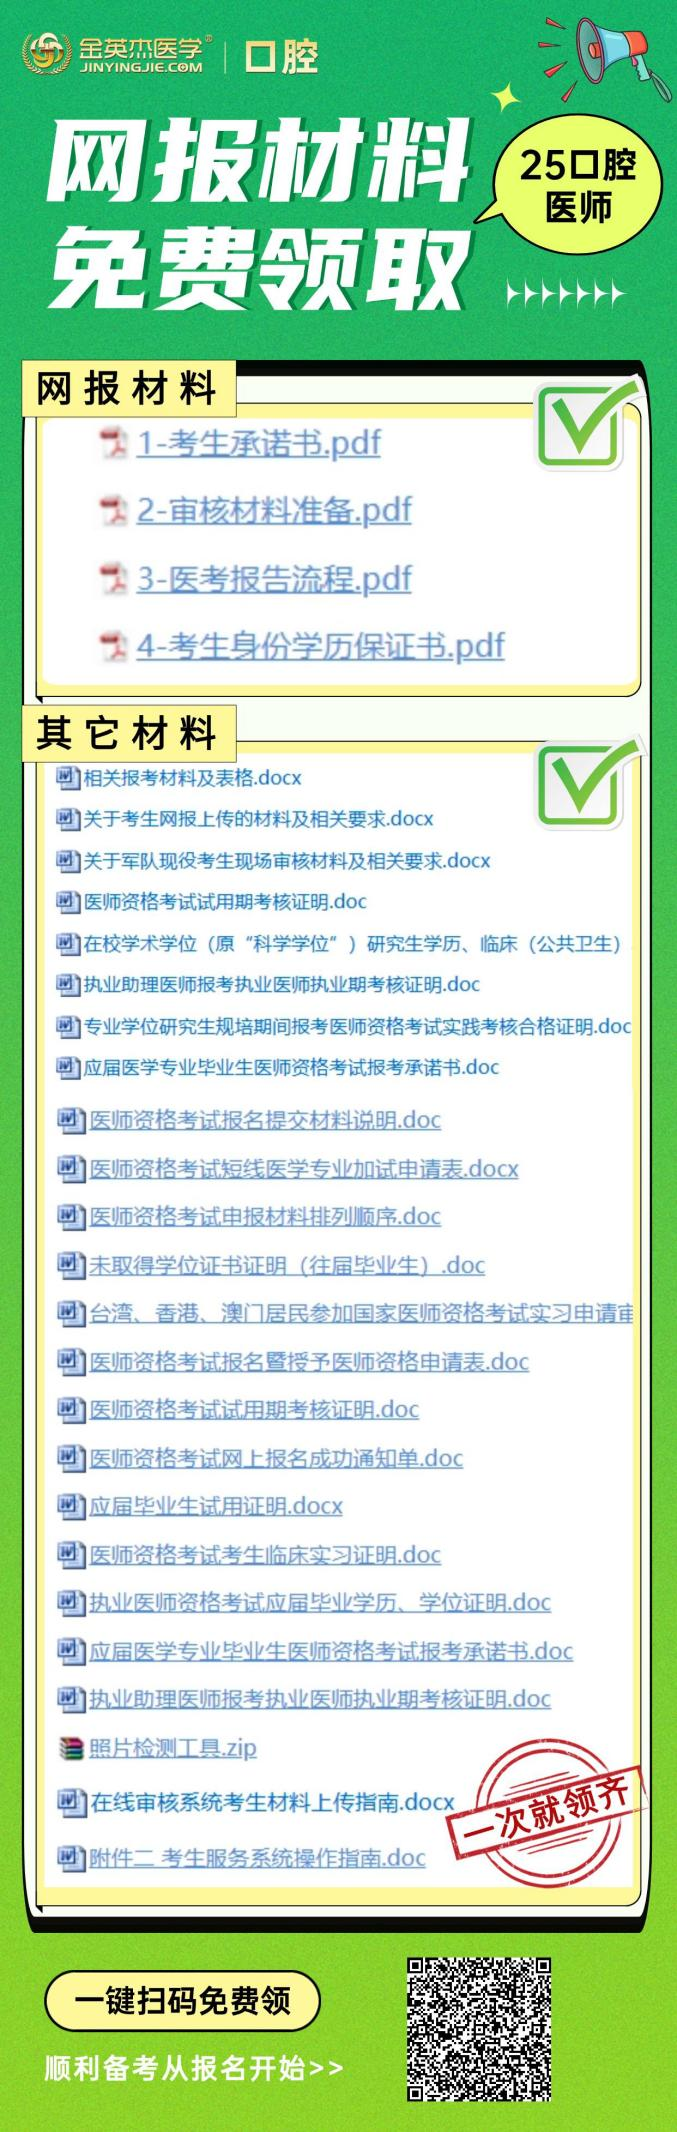 金英杰医学®
JINYINGJIE.COM
口腔
网报材料
免费领取
25口腔
医师
网报材料
1-考生承诺书.pdf
2-审核材料准备.pdf
3-医考报告流程.pdf
4-考生身份学历保证书.pdf
其它材料
相关报考材料及表格.docx
关于考生网报上传的材料及相关要求.docx
关于军队现役考生现场审核材料及相关要求.docx
医师资格考试试用期考核证明.doc
在校学术学位（原“科学学位”）研究生学历、临床（公共卫生）
执业助理医师报考执业医师执业期考核证明.doc
专业学位研究生规培期间报考医师资格考试实践考核合格证明.doc
应届医学专业毕业生医师资格考试报考承诺书.doc
医师资格考试报名提交材料说明.doc
医师资格考试短线医学专业加试申请表.docx
医师资格考试申报材料排列顺序.doc
未取得学位证书证明（往届毕业生）.doc
台湾、香港、澳门居民参加国家医师资格考试实习申请审
医师资格考试报名暨授予医师资格申请表.doc
医师资格考试试用期考核证明.doc
医师资格考试网上报名成功通知单.doc
应届毕业生试用证明.docx
医师资格考试考生临床实习证明.doc
执业医师资格考试应届毕业学历、学位证明.doc
应届医学专业毕业生医师资格考试报考承诺书.doc
执业助理医师报考执业医师执业期考核证明.doc
照片检测工具.zip
在线审核系统考生材料上传指南.docx
附件二 考生服务系统操作指南.doc
一次就领齐
一键扫码免费领
顺利备考从报名开始>>